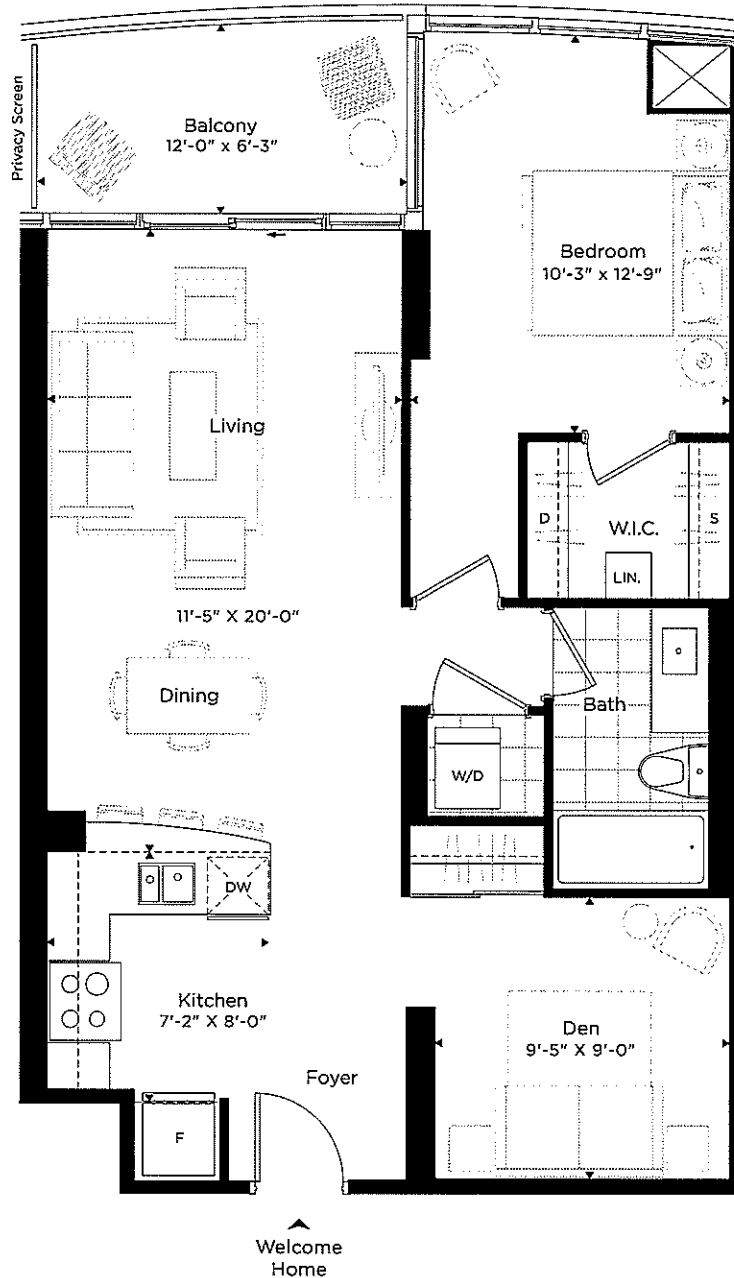 Privacy Screen
Balcony
12'-0" x 6'-3"
Bedroom
10'-3" x 12'-9"
Living
D
W.I.C.
S
LIN.
11'-5" X 20'-0"
Dining
Bath
W/D
DW
Kitchen
7'-2" X 8'-0"
Den
9'-5" X 9'-0"
Foyer
F
Welcome
Home